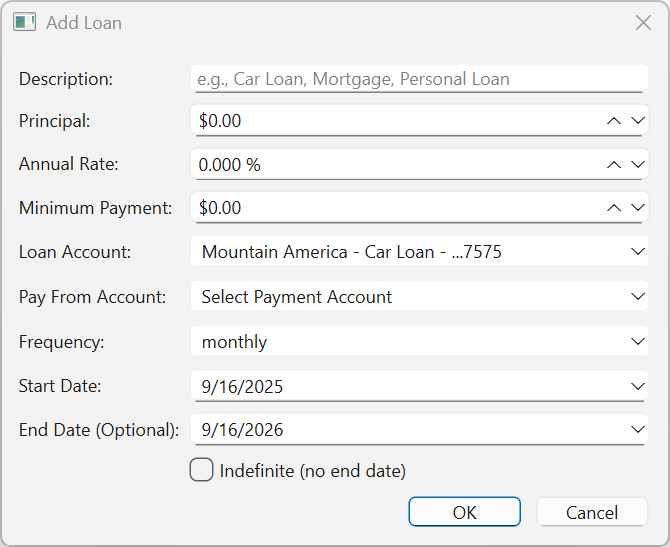 Add Loan
Description: e.g., Car Loan, Mortgage, Personal Loan
Principal: $0.00
Annual Rate: 0.000 %
Minimum Payment: $0.00
Loan Account: Mountain America - Car Loan - ...7575
Pay From Account: Select Payment Account
Frequency: monthly
Start Date: 9/16/2025
End Date (Optional): 9/16/2026
Indefinite (no end date)
OK Cancel